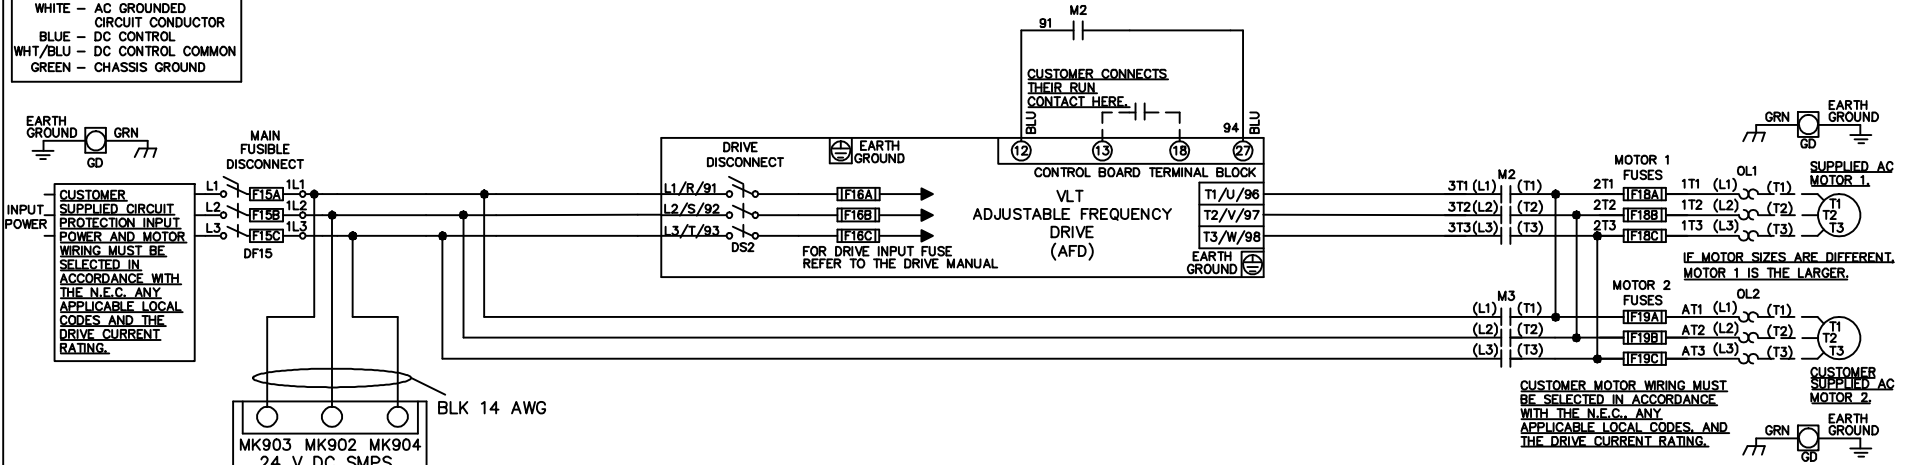 WHITE – AC GROUNDED
CIRCUIT CONDUCTOR
BLUE – DC CONTROL
WHT/BLU – DC CONTROL COMMON
GREEN – CHASSIS GROUND
EARTH
GROUND
GRN
GD
MAIN
FUSIBLE
DISCONNECT
INPUT
POWER
CUSTOMER
SUPPLIED CIRCUIT
PROTECTION INPUT
POWER AND MOTOR
WIRING MUST BE
SELECTED IN
ACCORDANCE WITH
THE N.E.C. ANY
APPLICABLE LOCAL
CODES AND THE
DRIVE CURRENT
RATING.
L1 F15A 1L1
L2 F15B 1L2
L3 F15C 1L3
DF15
BLK 14 AWG
MK903 MK902 MK904
24 V DC SMPS
M2
91
CUSTOMER CONNECTS
THEIR RUN
CONTACT HERE.
BLU
94 BLU
12 13 18 27
CONTROL BOARD TERMINAL BLOCK
DRIVE
DISCONNECT
EARTH
GROUND
L1/R/91 F16A
L2/S/92 F16B
L3/T/93 F16C
DS2
FOR DRIVE INPUT FUSE
REFER TO THE DRIVE MANUAL
VLT
ADJUSTABLE FREQUENCY
DRIVE
(AFD)
T1/U/96
T2/V/97
T3/W/98
EARTH
GROUND
M2
3T1 (L1) (T1)
3T2(L2) (T2)
3T3(L3) (T3)
M3
(L1) (T1)
(L2) (T2)
(L3) (T3)
MOTOR 1
FUSES
OL1
2T1 F18A 1T1 (L1) (T1)
2T2 F18B 1T2 (L2) (T2)
2T3 F18C 1T3 (L3) (T3)
T1
T2
T3
GRN
EARTH
GROUND
GD
SUPPLIED AC
MOTOR 1.
IF MOTOR SIZES ARE DIFFERENT,
MOTOR 1 IS THE LARGER.
MOTOR 2
FUSES
OL2
F19A AT1 (L1) (T1)
F19B AT2 (L2) (T2)
F19C AT3 (L3) (T3)
T1
T2
T3
CUSTOMER
SUPPLIED AC
MOTOR 2.
CUSTOMER MOTOR WIRING MUST
BE SELECTED IN ACCORDANCE
WITH THE N.E.C., ANY
APPLICABLE LOCAL CODES, AND
THE DRIVE CURRENT RATING.
GRN
EARTH
GROUND
GD